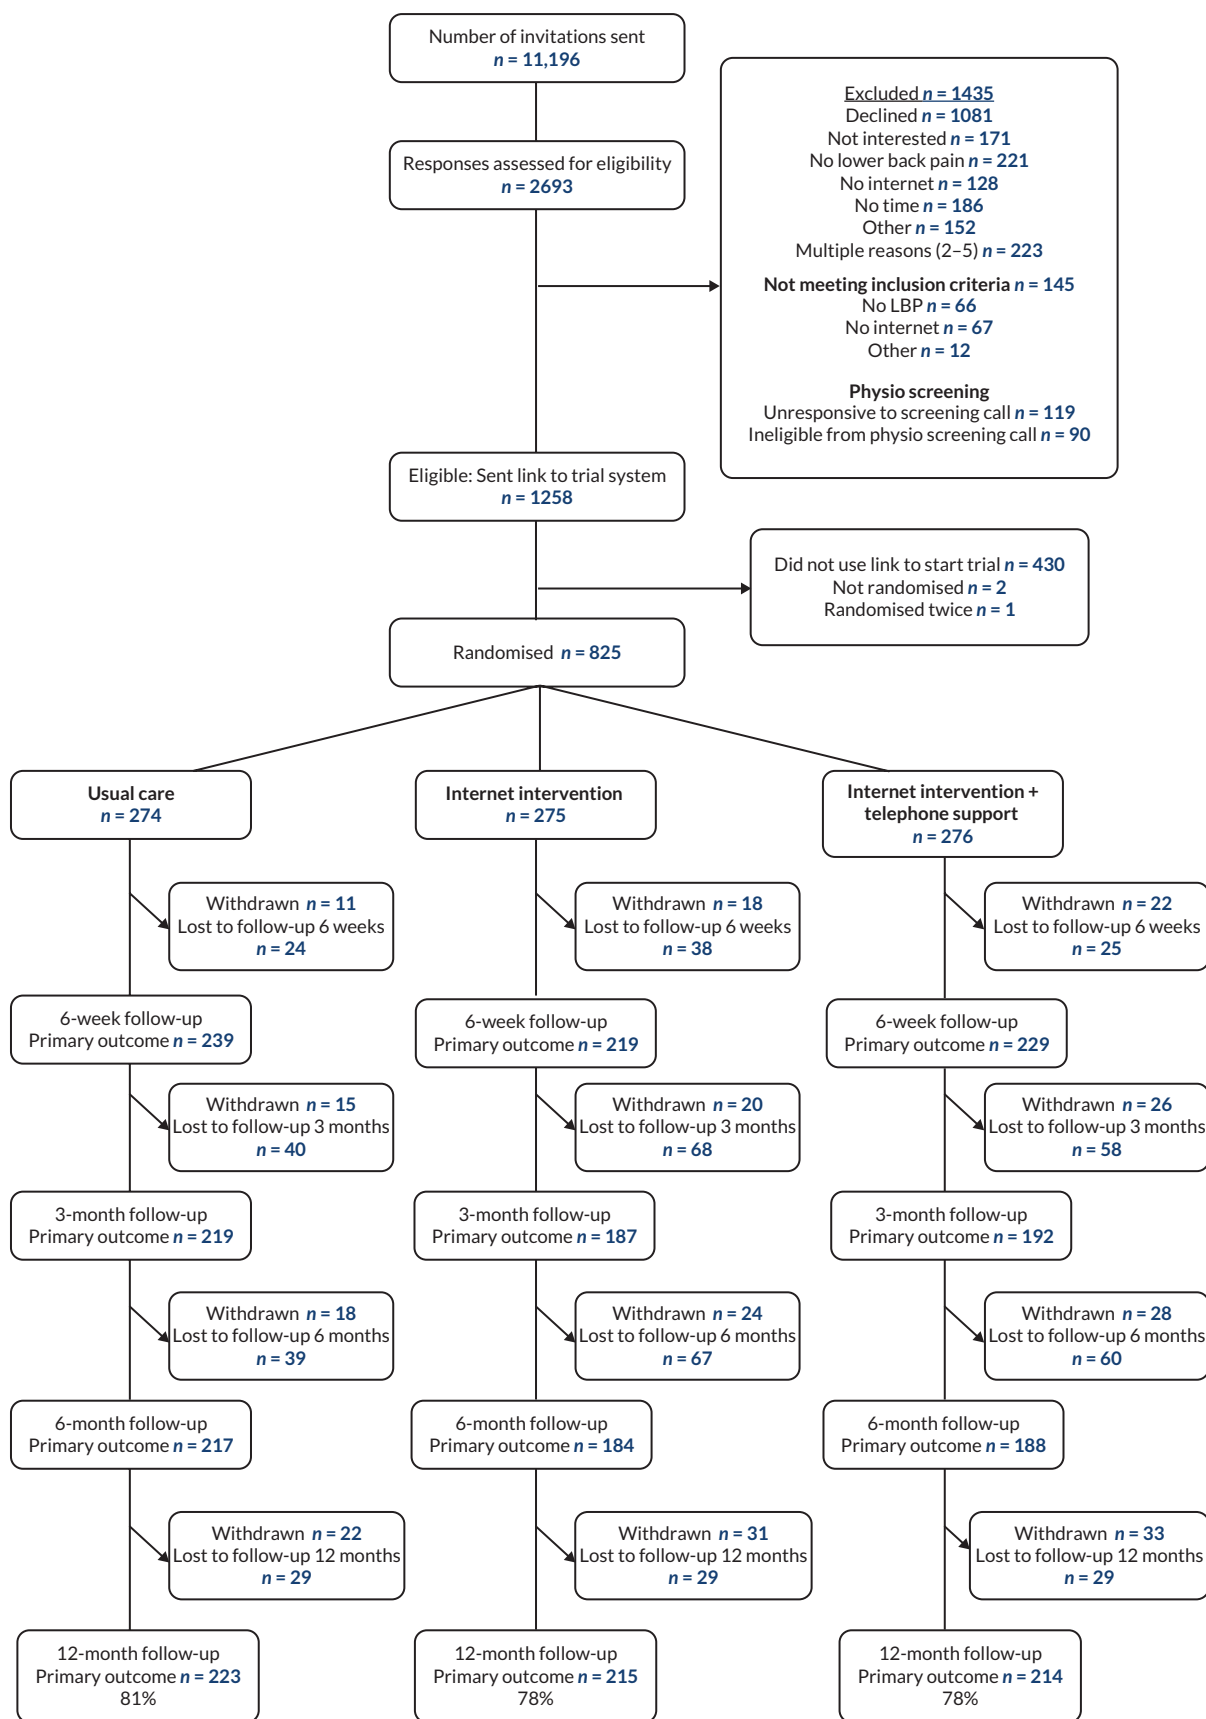 Number of invitations sent
n = 11,196
Excluded n = 1435
Declined n = 1081
Not interested n = 171
No lower back pain n = 221
No internet n = 128
No time n = 186
Other n = 152
Multiple reasons (2–5) n = 223
Not meeting inclusion criteria n = 145
No LBP n = 66
No internet n = 67
Other n = 12
Physio screening
Unresponsive to screening call n = 119
Ineligible from physio screening call n = 90
Responses assessed for eligibility
n = 2693
Eligible: Sent link to trial system
n = 1258
Did not use link to start trial n = 430
Not randomised n = 2
Randomised twice n = 1
Randomised n = 825
Usual care
n = 274
Internet intervention
n = 275
Internet intervention +
telephone support
n = 276
Withdrawn n = 11
Lost to follow-up 6 weeks
n = 24
Withdrawn n = 18
Lost to follow-up 6 weeks
n = 38
Withdrawn n = 22
Lost to follow-up 6 weeks
n = 25
6-week follow-up
Primary outcome n = 239
6-week follow-up
Primary outcome n = 219
6-week follow-up
Primary outcome n = 229
Withdrawn n = 15
Lost to follow-up 3 months
n = 40
Withdrawn n = 20
Lost to follow-up 3 months
n = 68
Withdrawn n = 26
Lost to follow-up 3 months
n = 58
3-month follow-up
Primary outcome n = 219
3-month follow-up
Primary outcome n = 187
3-month follow-up
Primary outcome n = 192
Withdrawn n = 18
Lost to follow-up 6 months
n = 39
Withdrawn n = 24
Lost to follow-up 6 months
n = 67
Withdrawn n = 28
Lost to follow-up 6 months
n = 60
6-month follow-up
Primary outcome n = 217
6-month follow-up
Primary outcome n = 184
6-month follow-up
Primary outcome n = 188
Withdrawn n = 22
Lost to follow-up 12 months
n = 29
Withdrawn n = 31
Lost to follow-up 12 months
n = 29
Withdrawn n = 33
Lost to follow-up 12 months
n = 29
12-month follow-up
Primary outcome n = 223
81%
12-month follow-up
Primary outcome n = 215
78%
12-month follow-up
Primary outcome n = 214
78%